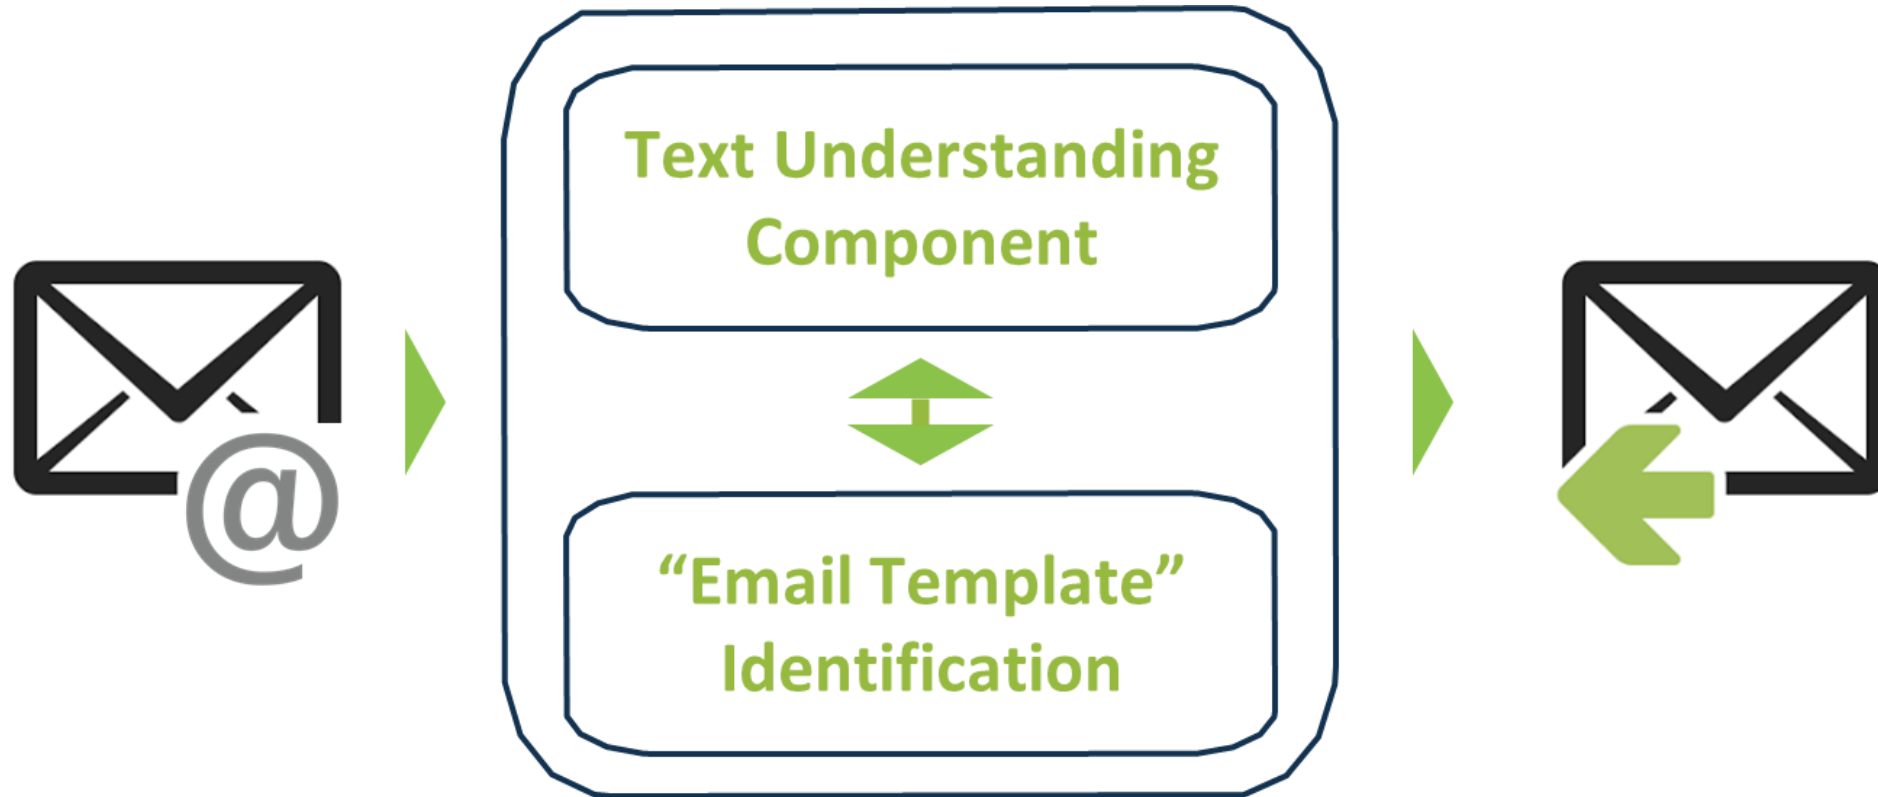 Text Understanding
Component
@
“Email Template”
Identification